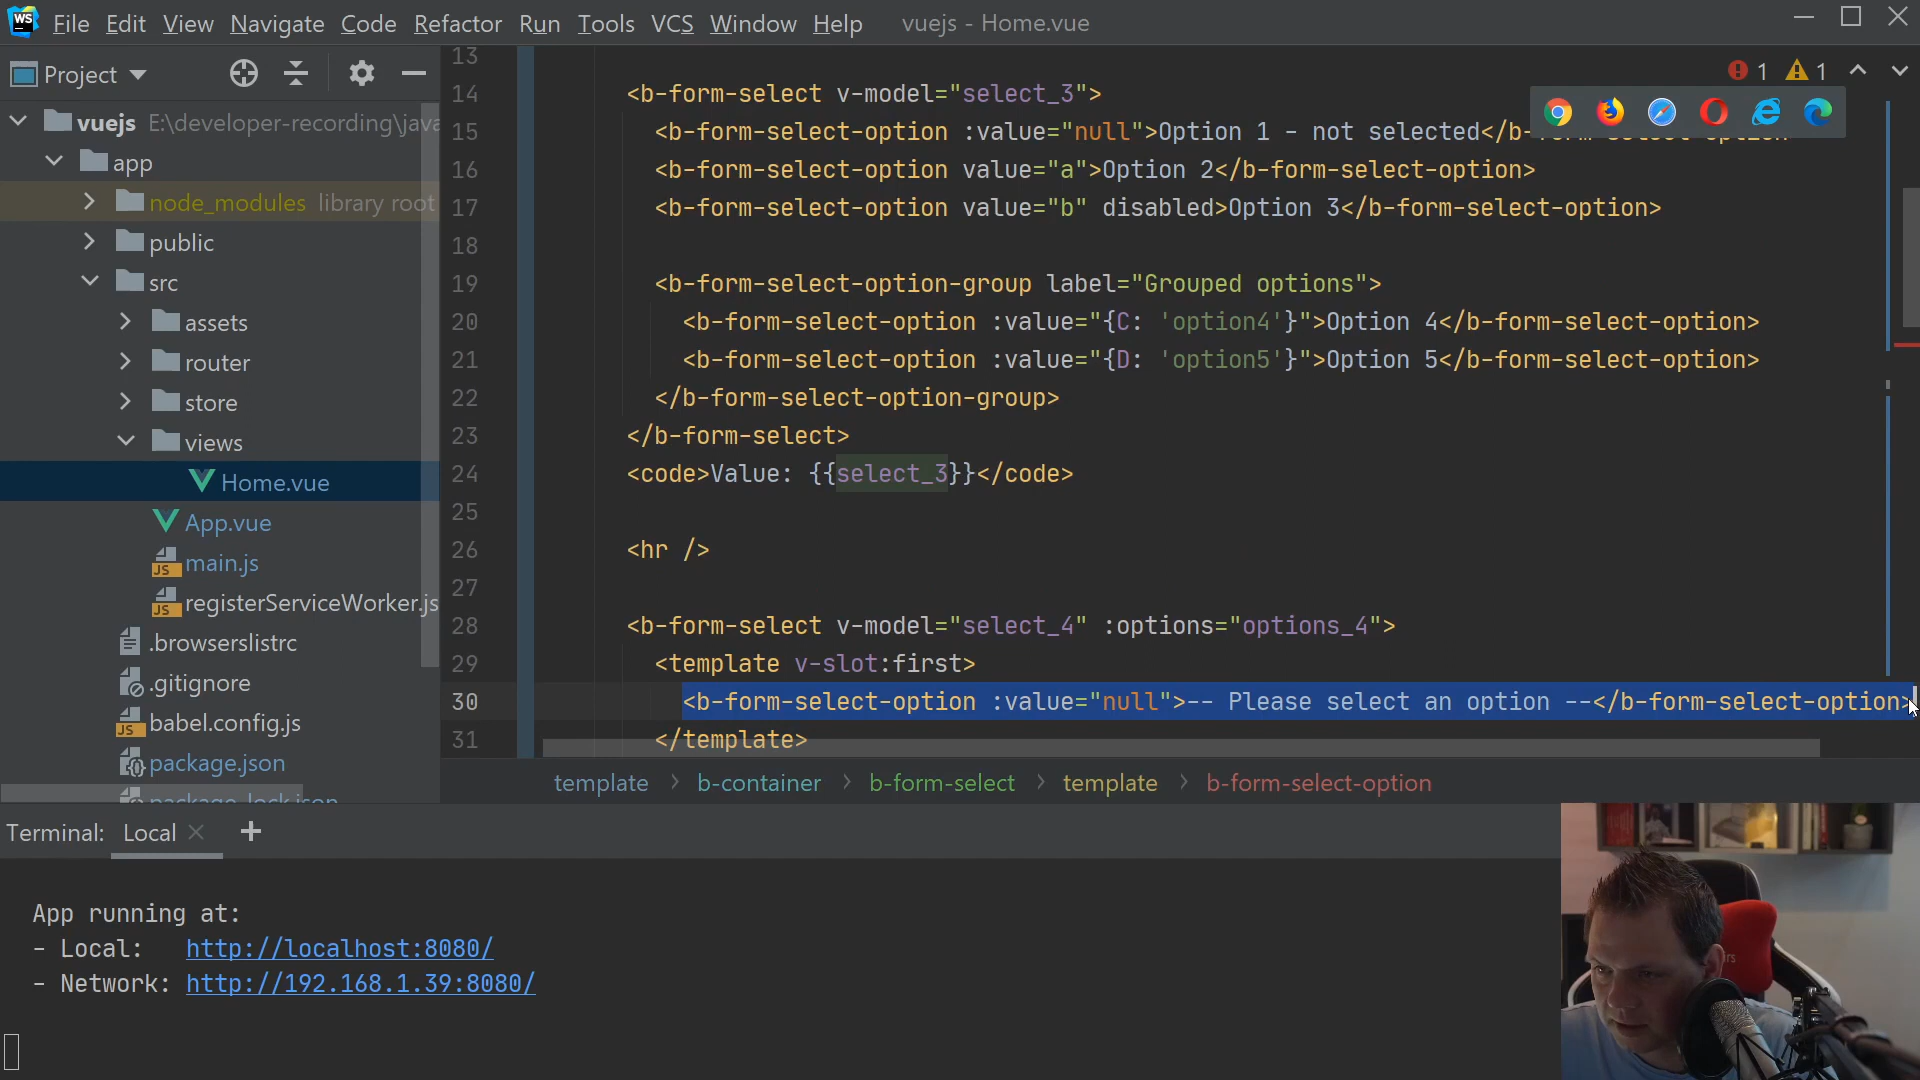 WS File Edit View Navigate Code Refactor Run Tools VCS Window Help vuejs - Home.vue
Project
1 1
vuejs E:\developer-recording\java
app
node_modules library root
public
src
assets
router
store
views
Home.vue
App.vue
JS main.js
JS registerServiceWorker.js
.browserslistrc
.gitignore
JS babel.config.js
package.json
package-lock.json
13
14 <b-form-select v-model="select_3">
15 <b-form-select-option :value="null">Option 1 - not selected</b-form-select-option
16 <b-form-select-option value="a">Option 2</b-form-select-option>
17 <b-form-select-option value="b" disabled>Option 3</b-form-select-option>
18
19 <b-form-select-option-group label="Grouped options">
20 <b-form-select-option :value="{C: 'option4'}">Option 4</b-form-select-option>
21 <b-form-select-option :value="{D: 'option5'}">Option 5</b-form-select-option>
22 </b-form-select-option-group>
23 </b-form-select>
24 <code>Value: {{select_3}}</code>
25
26 <hr />
27
28 <b-form-select v-model="select_4" :options="options_4">
29 <template v-slot:first>
30 <b-form-select-option :value="null">-- Please select an option --</b-form-select-option>
31 </template>
template > b-container > b-form-select > template > b-form-select-option
Terminal: Local × +
App running at:
- Local: http://localhost:8080/
- Network: http://192.168.1.39:8080/